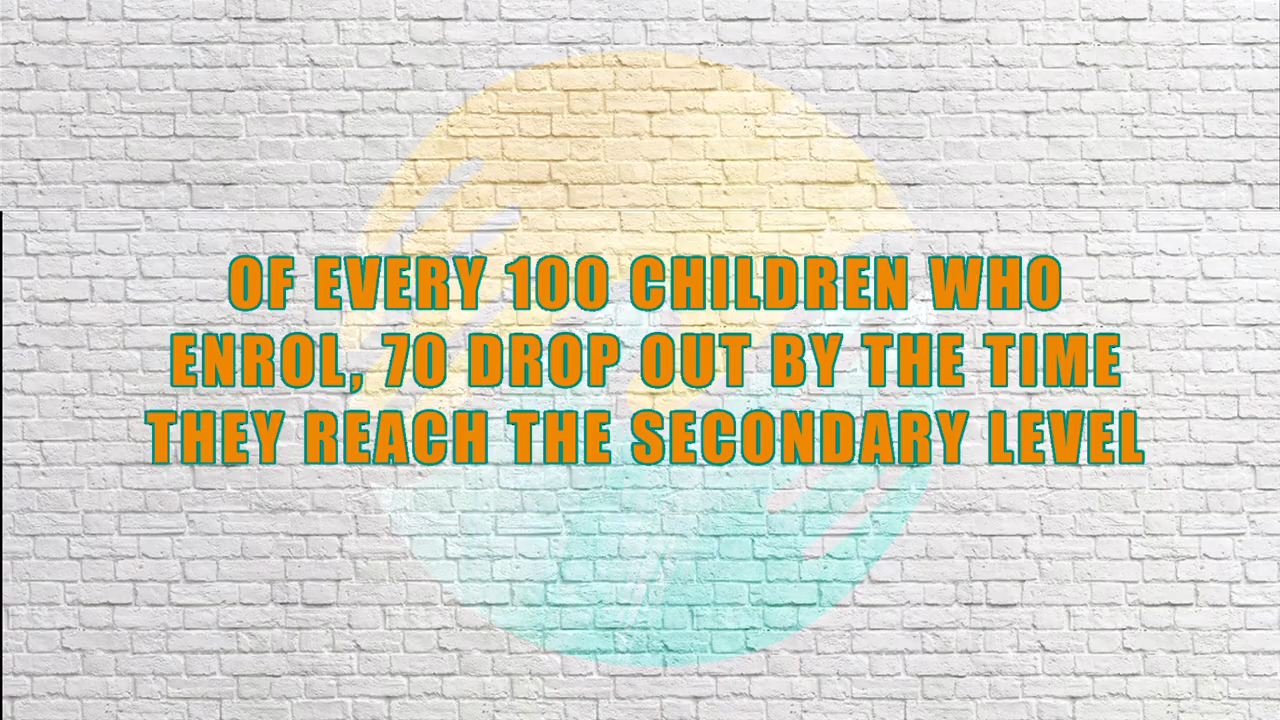 OF EVERY 100 CHILDREN WHO
ENROL, 70 DROP OUT BY THE TIME
THEY REACH THE SECONDARY LEVEL